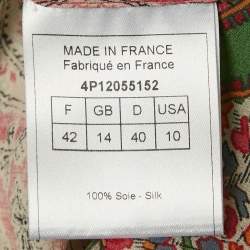 MADE IN FRANCE
Fabriqué en France
4P12055152
F GB D USA
42 14 40 10
100% Soie - Silk